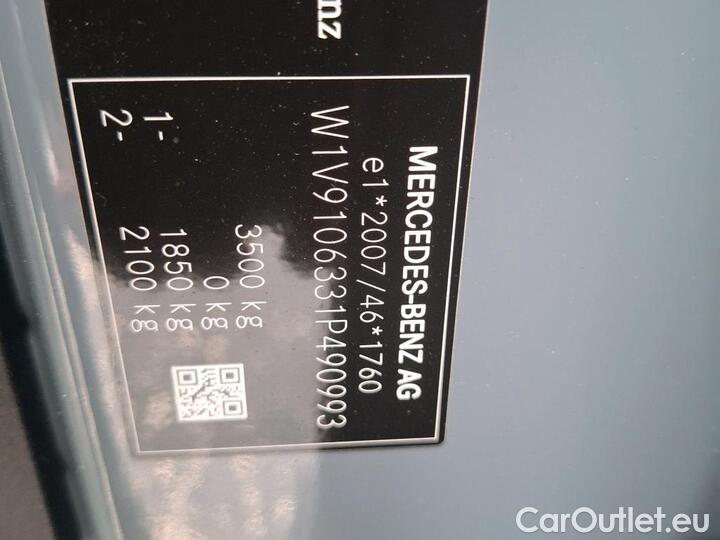 nz
MERCEDES-BENZ AG
e1*2007/46*1760
W1V9106331P490993
3500 kg
0 kg
1- 1850 kg
2- 2100 kg
CarOutlet.eu